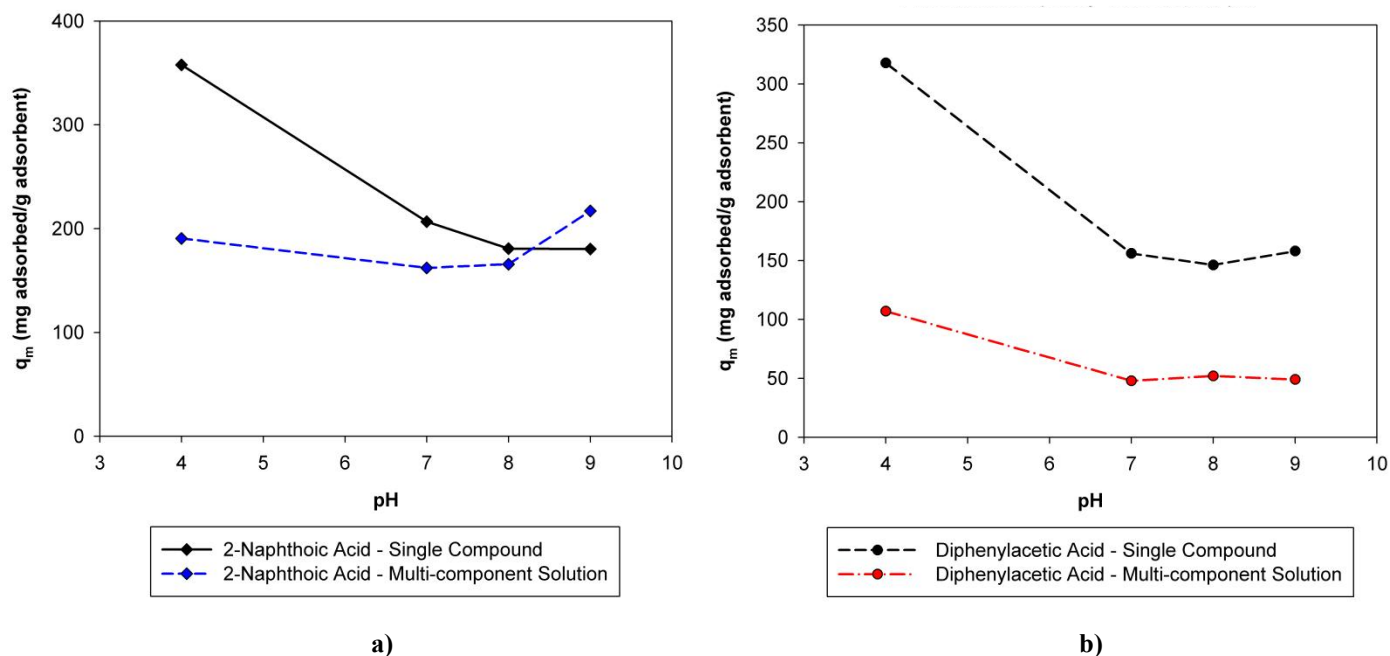 400
300
200
100
0
q_m (mg adsorbed/g adsorbent)
3 4 5 6 7 8 9 10
pH
2-Naphthoic Acid - Single Compound
2-Naphthoic Acid - Multi-component Solution
a)
350
300
250
200
150
100
50
0
q_m (mg adsorbed/g adsorbent)
3 4 5 6 7 8 9 10
pH
Diphenylacetic Acid - Single Compound
Diphenylacetic Acid - Multi-component Solution
b)